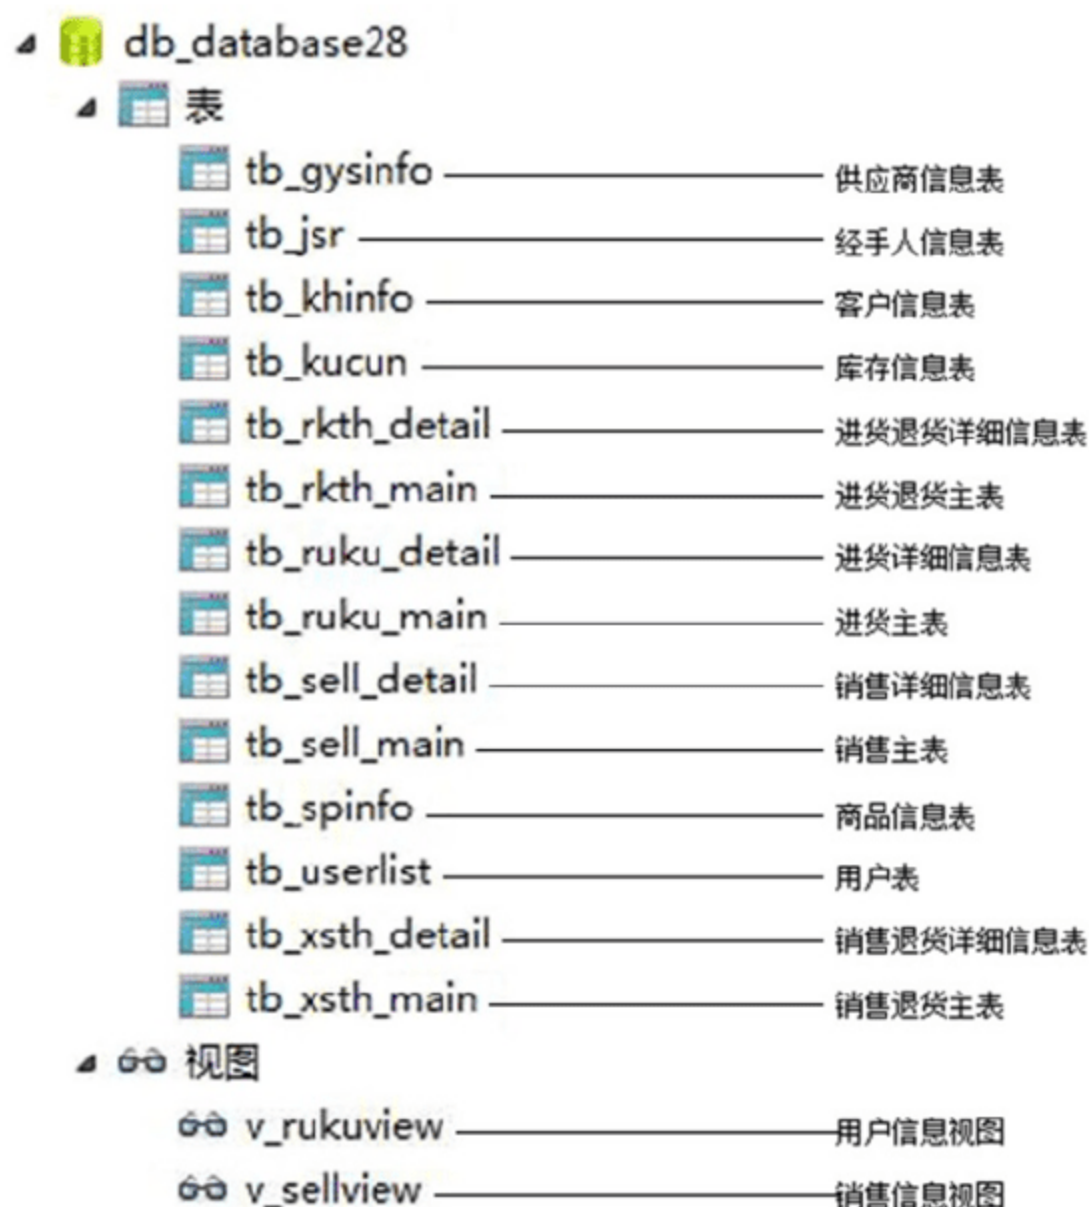 db_database28
表
tb_gysinfo 供应商信息表
tb_jsr 经手人信息表
tb_khinfo 客户信息表
tb_kucun 库存信息表
tb_rkth_detail 进货退货详细信息表
tb_rkth_main 进货退货主表
tb_ruku_detail 进货详细信息表
tb_ruku_main 进货主表
tb_sell_detail 销售详细信息表
tb_sell_main 销售主表
tb_spinfo 商品信息表
tb_userlist 用户表
tb_xsth_detail 销售退货详细信息表
tb_xsth_main 销售退货主表
视图
v_rukuview 用户信息视图
v_sellview 销售信息视图